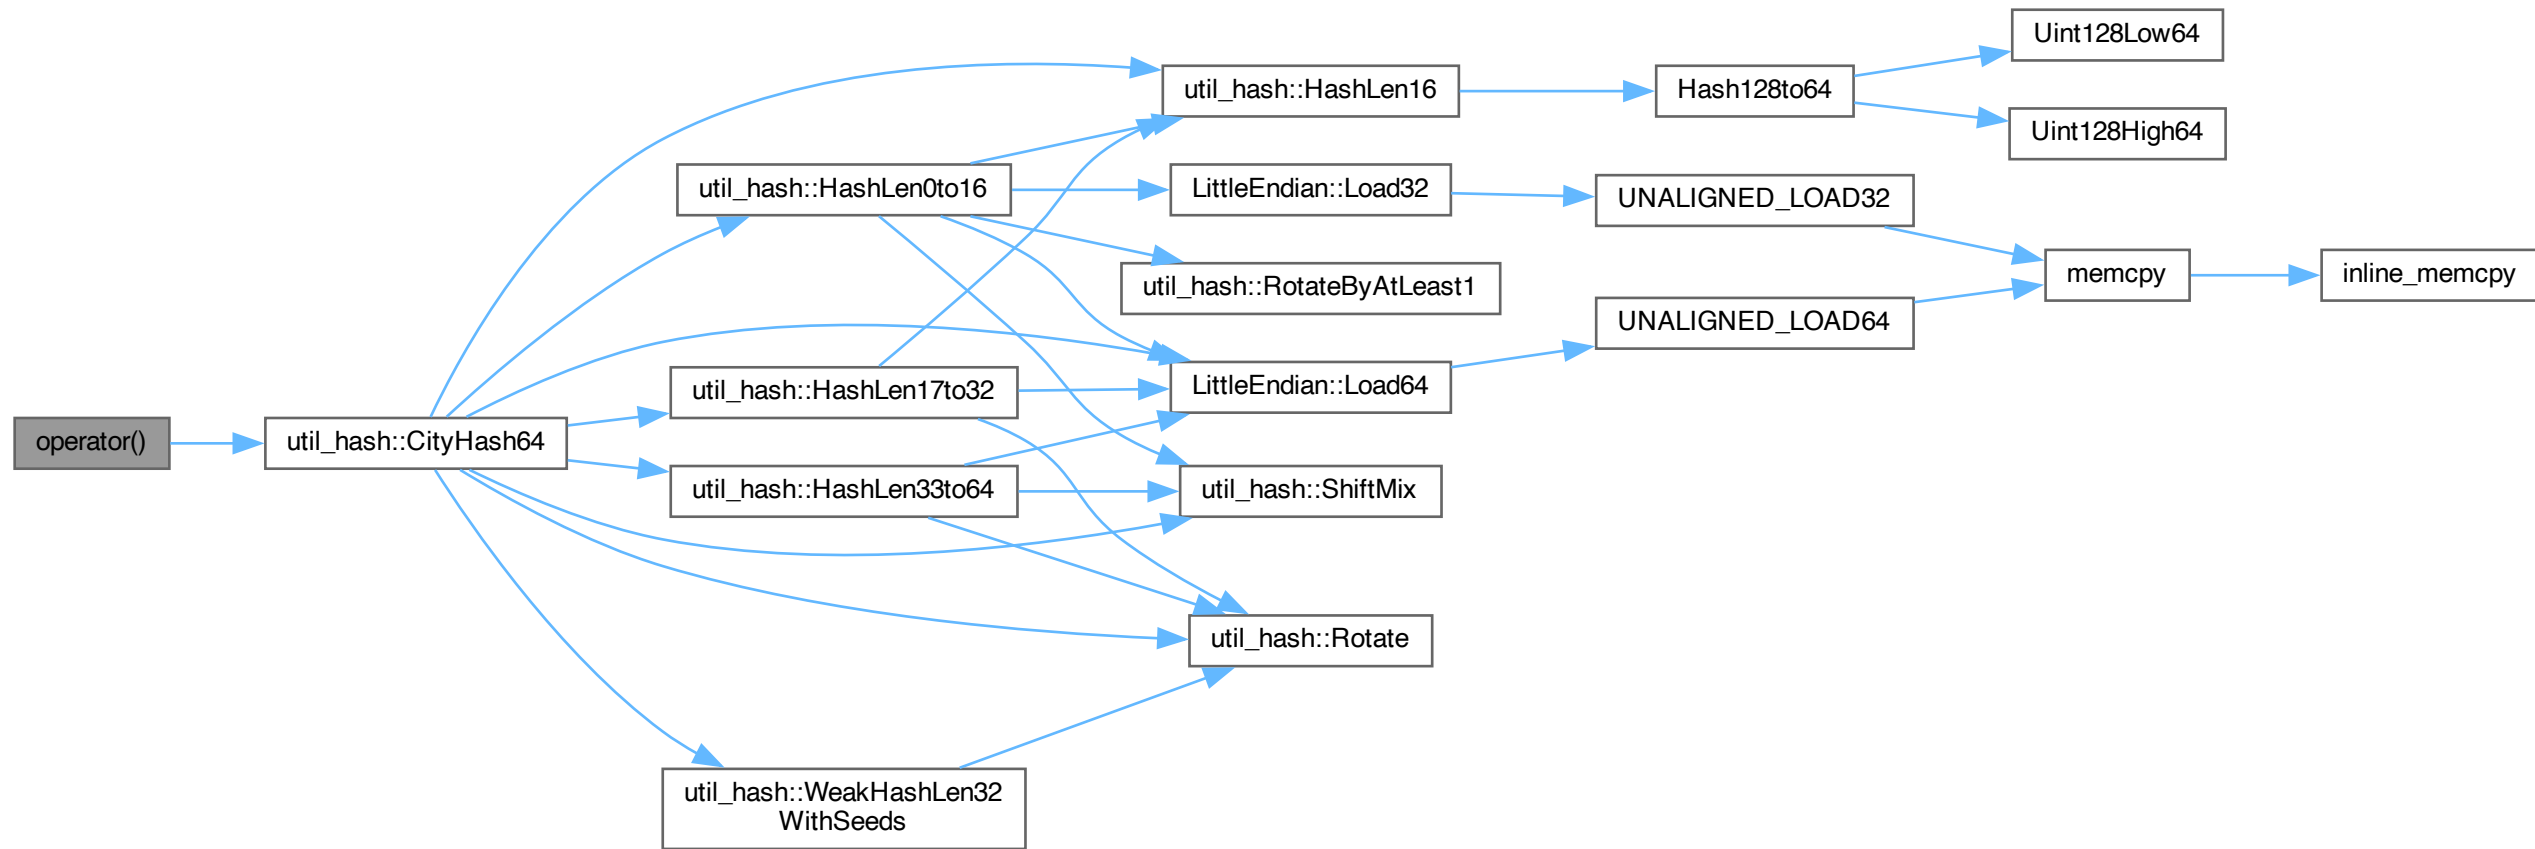 operator()
util_hash::CityHash64
util_hash::HashLen0to16
util_hash::HashLen17to32
util_hash::HashLen33to64
util_hash::WeakHashLen32
WithSeeds
util_hash::HashLen16
LittleEndian::Load32
util_hash::RotateByAtLeast1
LittleEndian::Load64
util_hash::ShiftMix
util_hash::Rotate
Hash128to64
UNALIGNED_LOAD32
UNALIGNED_LOAD64
Uint128Low64
Uint128High64
memcpy
inline_memcpy